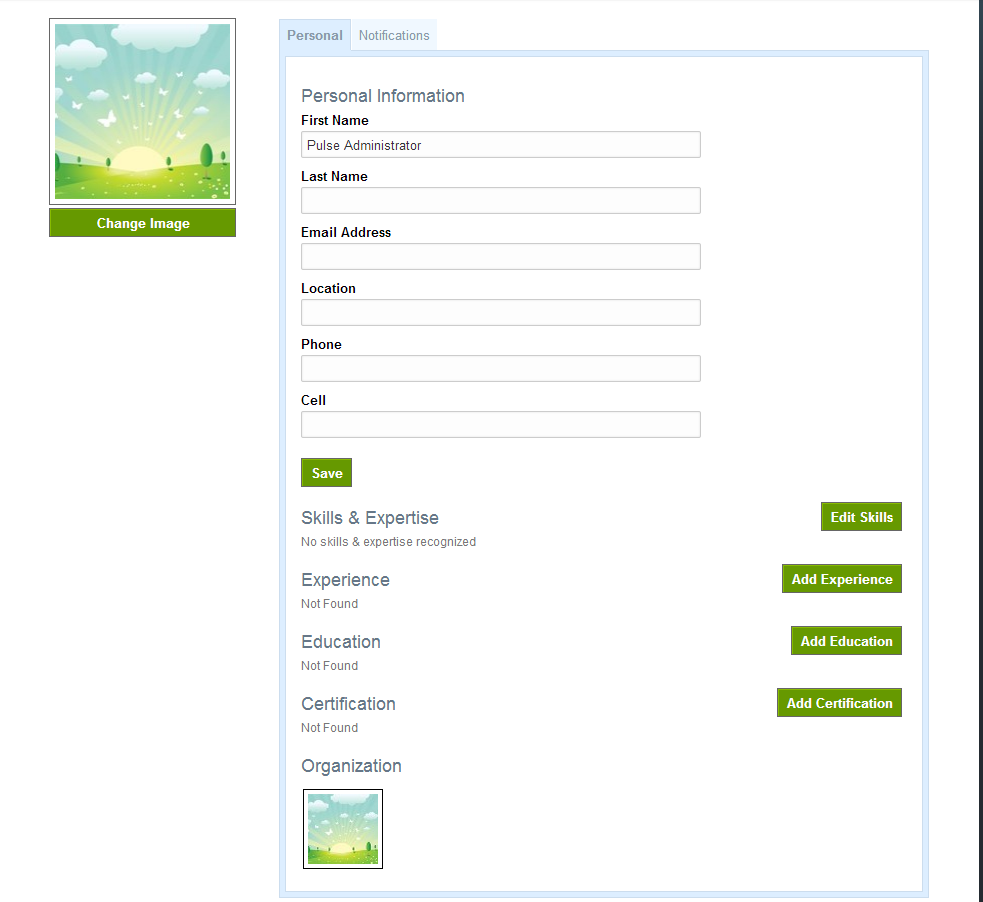 Personal Notifications
Change Image
Personal Information
First Name
Pulse Administrator
Last Name
Email Address
Location
Phone
Cell
Save
Skills & Expertise Edit Skills
No skills & expertise recognized
Experience Add Experience
Not Found
Education Add Education
Not Found
Certification Add Certification
Not Found
Organization